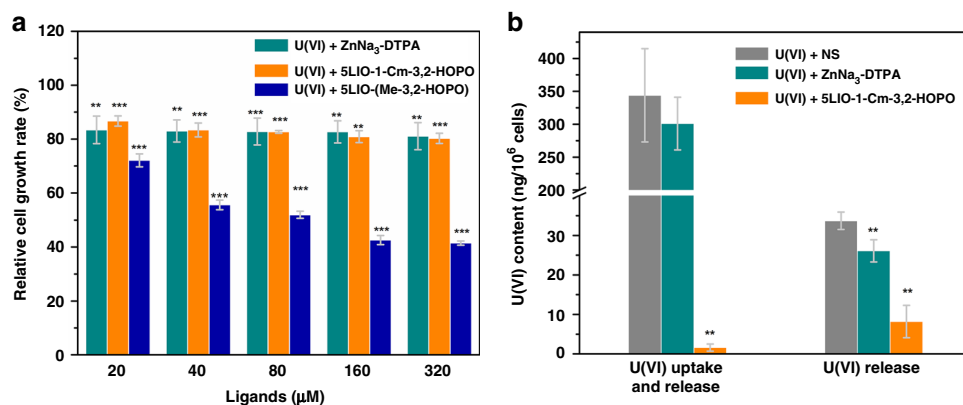 a
Relative cell growth rate (%)
120
100
80
60
40
20
0
U(VI) + ZnNa₃-DTPA
U(VI) + 5LIO-1-Cm-3,2-HOPO
U(VI) + 5LIO-(Me-3,2-HOPO)
** *** *** ** *** *** *** *** *** ** ** *** ** *** ***
20 40 80 160 320
Ligands (μM)
b
U(VI) content (ng/10⁶ cells)
400
350
300
250
200
30
20
10
0
U(VI) + NS
U(VI) + ZnNa₃-DTPA
U(VI) + 5LIO-1-Cm-3,2-HOPO
** ** **
U(VI) uptake
and release
U(VI) release